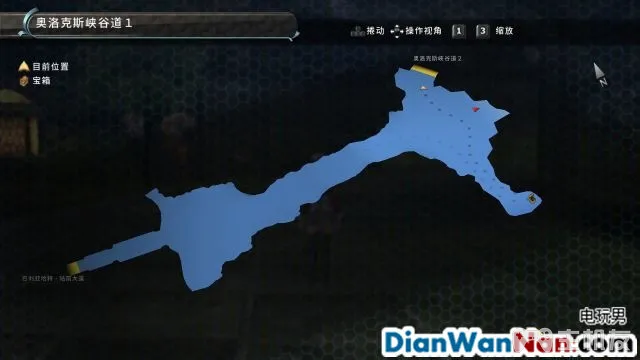 奥洛克斯峡谷道1
捲动 操作视角 1 3 缩放
目前位置
宝箱
奥洛克斯峡谷道2
N
电玩男
DianWanNan.com